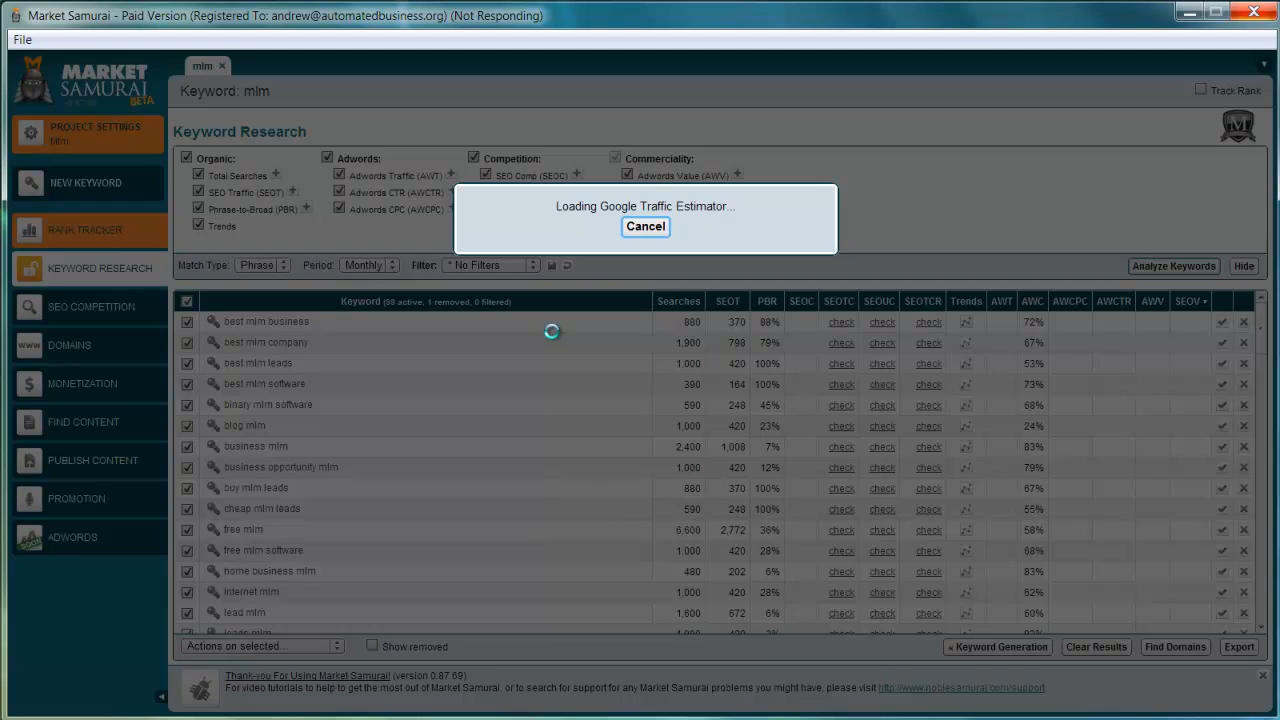 Market Samurai - Paid Version (Registered To: andrew@automatedbusiness.org) (Not Responding)
File
MARKET SAMURAI BETA
mlm
Keyword: mlm
Track Rank
PROJECT SETTINGS
Mlm
NEW KEYWORD
RANK TRACKER
KEYWORD RESEARCH
SEO COMPETITION
DOMAINS
MONETIZATION
FIND CONTENT
PUBLISH CONTENT
PROMOTION
ADWORDS
Keyword Research
Organic: Adwords: Competition: Commerciality:
Total Searches Adwords Traffic (AWT) SEO Comp (SEOC) Adwords Value (AWV)
SEO Traffic (SEOT) Adwords CTR (AWCTR)
Phrase-to-Broad (PBR) Adwords CPC (AWCPC)
Trends
Loading Google Traffic Estimator...
Cancel
Match Type: Phrase Period: Monthly Filter: * No Filters Analyze Keywords Hide
Keyword (99 active, 1 removed, 0 filtered) Searches SEOT PBR SEOC SEOTC SEOUC SEOTCR Trends AWT AWC AWCPC AWCTR AWV SEOV
best mlm business 880 370 88% check check check 72%
best mlm company 1,900 798 79% check check check 67%
best mlm leads 1,000 420 100% check check check 53%
best mlm software 390 164 100% check check check 73%
binary mlm software 590 248 45% check check check 68%
blog mlm 1,000 420 23% check check check 24%
business mlm 2,400 1,008 7% check check check 83%
business opportunity mlm 1,000 420 12% check check check 79%
buy mlm leads 880 370 100% check check check 67%
cheap mlm leads 590 248 100% check check check 55%
free mlm 6,600 2,772 36% check check check 58%
free mlm software 1,000 420 28% check check check 68%
home business mlm 480 202 6% check check check 83%
internet mlm 1,000 420 28% check check check 62%
lead mlm 1,600 672 6% check check check 60%
leads mlm
Actions on selected... Show removed « Keyword Generation Clear Results Find Domains Export
Thank-you For Using Market Samurai! (version 0.87.69)
For video tutorials to help to get the most out of Market Samurai, or to search for support for any Market Samurai problems you might have, please visit http://www.noblesamurai.com/support